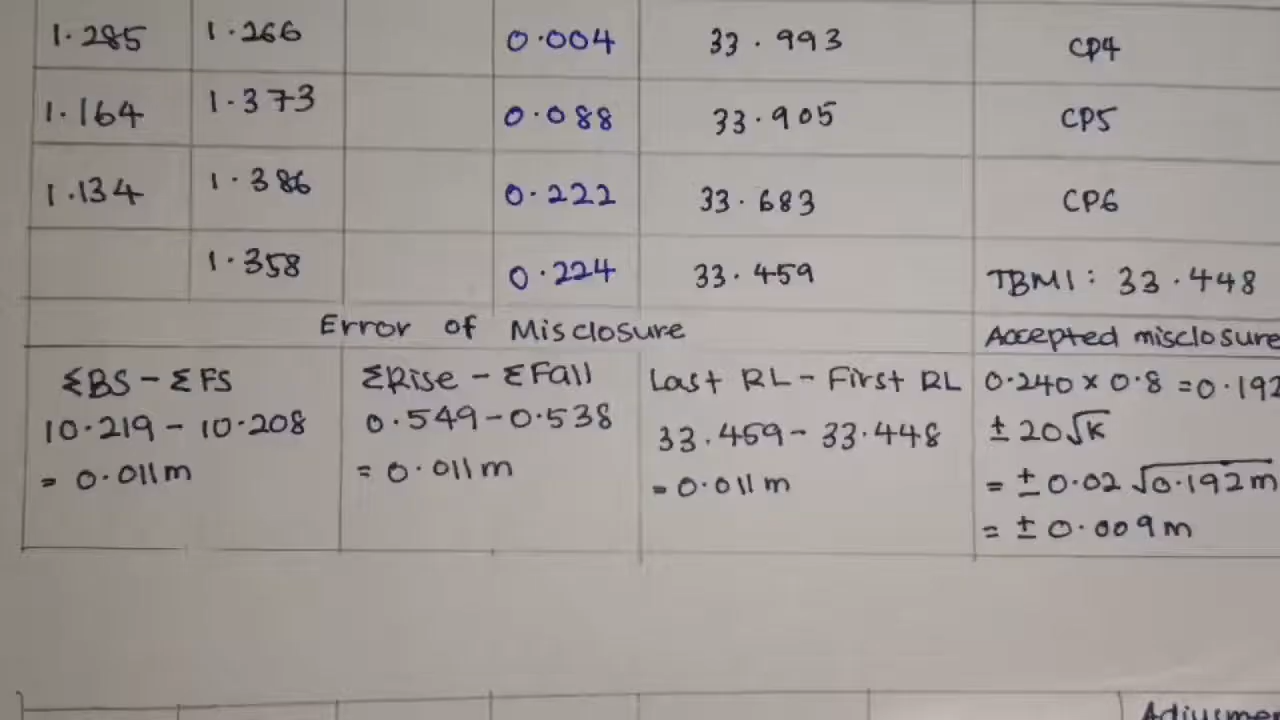 1.285 1.266 0.004 33.993 CP4
1.164 1.373 0.088 33.905 CP5
1.134 1.386 0.222 33.683 CP6
1.358 0.224 33.459 TBM1: 33.448
Error of Misclosure
Accepted misclosure
ΣBS - ΣFS
10.219 - 10.208
= 0.011m
ΣRise - ΣFall
0.549 - 0.538
= 0.011m
Last RL - First RL
33.459 - 33.448
= 0.011m
0.240 x 0.8 = 0.192
± 20√K
= ± 0.02 √0.192m
= ± 0.009m